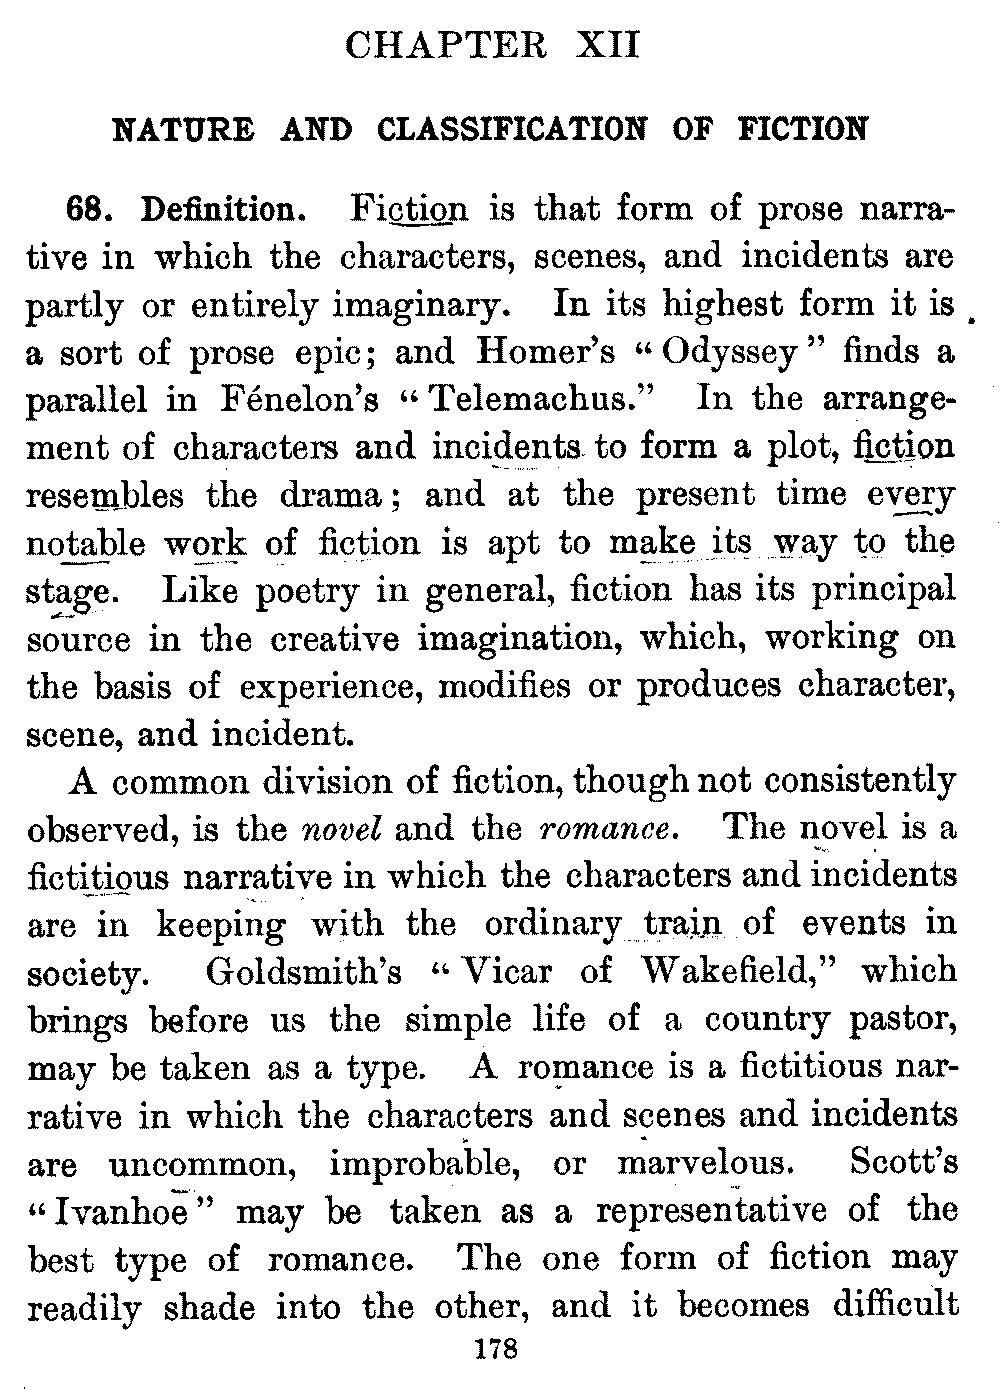 CHAPTER XII
NATURE AND CLASSIFICATION OF FICTION
68. Definition. Fiction is that form of prose narra-
tive in which the characters, scenes, and incidents are
partly or entirely imaginary. In its highest form it is
a sort of prose epic; and Homer's “Odyssey” finds a
parallel in Fénelon's “Telemachus.” In the arrange-
ment of characters and incidents to form a plot, fiction
resembles the drama; and at the present time every
notable work of fiction is apt to make its way to the
stage. Like poetry in general, fiction has its principal
source in the creative imagination, which, working on
the basis of experience, modifies or produces character,
scene, and incident.
A common division of fiction, though not consistently
observed, is the novel and the romance. The novel is a
fictitious narrative in which the characters and incidents
are in keeping with the ordinary train of events in
society. Goldsmith's “Vicar of Wakefield,” which
brings before us the simple life of a country pastor,
may be taken as a type. A romance is a fictitious nar-
rative in which the characters and scenes and incidents
are uncommon, improbable, or marvelous. Scott's
“Ivanhoe” may be taken as a representative of the
best type of romance. The one form of fiction may
readily shade into the other, and it becomes difficult
178